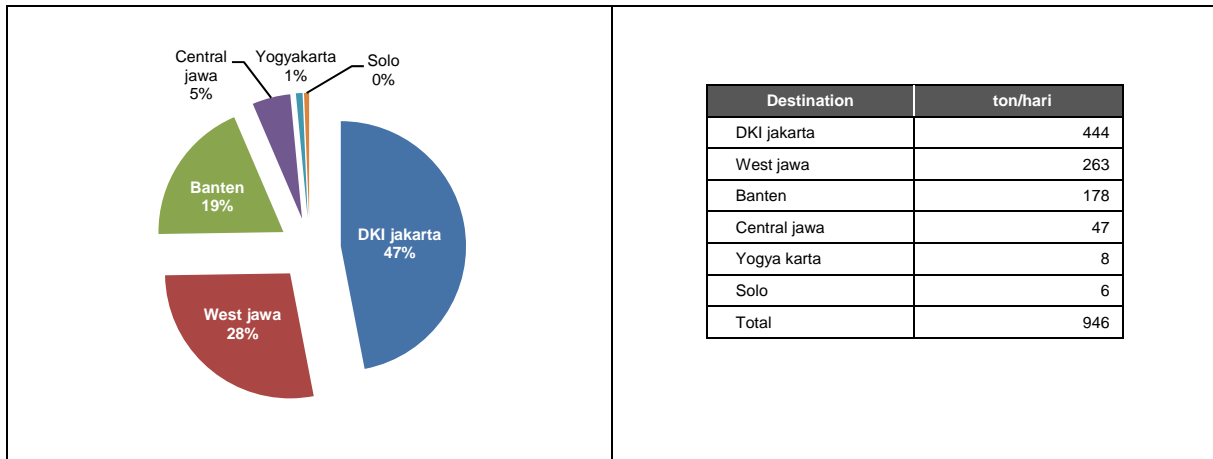 Central
jawa
5%
Yogyakarta
1%
Solo
0%
Banten
19%
DKI jakarta
47%
West jawa
28%
Destination ton/hari
DKI jakarta 444
West jawa 263
Banten 178
Central jawa 47
Yogya karta 8
Solo 6
Total 946